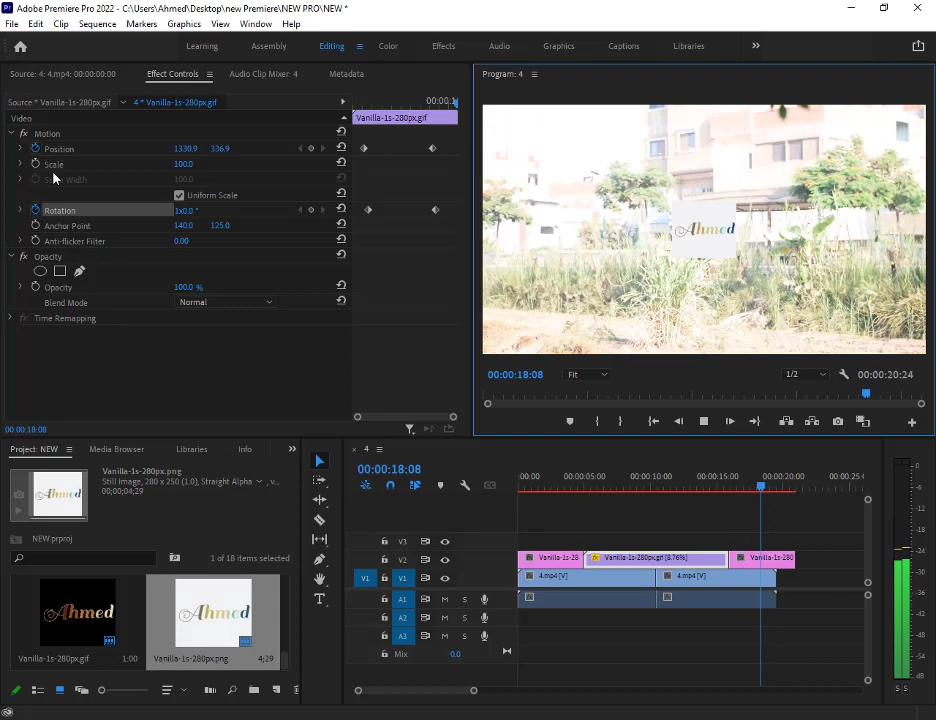 Adobe Premiere Pro 2022 - C:\Users\Ahmed\Desktop\new Premiere\NEW PRO\NEW *
File Edit Clip Sequence Markers Graphics View Window Help
Learning Assembly Editing Color Effects Audio Graphics Captions Libraries
Source: 4: 4.mp4: 00:00:00:00 Effect Controls Audio Clip Mixer: 4 Metadata
Program: 4
Source * Vanilla-1s-280px.gif 4 * Vanilla-1s-280px.gif 00:00:1
Video Vanilla-1s-280px.gif
fx Motion
Position 1330.9 336.9
Scale 100.0
Width 100.0
Uniform Scale
Rotation 1x0.0 °
Anchor Point 140.0 125.0
Anti-flicker Filter 0.00
fx Opacity
Opacity 100.0 %
Blend Mode Normal
fx Time Remapping
Ahmed
00:00:18:08 Fit 1/2 00:00:20:24
00:00:18:08
Project: NEW Media Browser Libraries Info
Vanilla-1s-280px.png
Still Image, 280 x 250 (1.0), Straight Alpha , v...
00;00;04;29
Ahmed
NEW.prproj
1 of 18 items selected
Ahmed Ahmed
Vanilla-1s-280px.gif 1:00 Vanilla-1s-280px.png 4;29
4
00:00:18:08
:00:00 00:00:05:00 00:00:10:00 00:00:15:00 00:00:20:00 00:00:25:0
V3
V2 Vanilla-1s-28 fx Vanilla-1s-280px.gif [8.76%] Vanilla-1s-280
V1 V1 4.mp4 [V] 4.mp4 [V]
A1 M S
A2 M S
A3 M S
Mix 0.0
0
-6
-12
-18
-24
-30
-36
-42
-48
-54
dB
S S